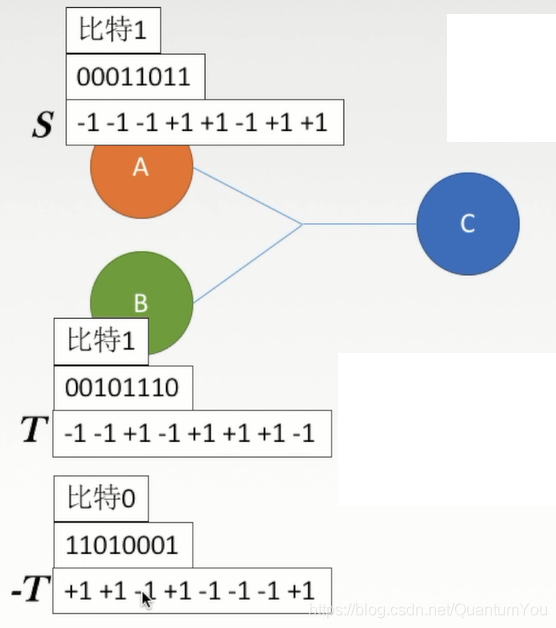 比特1
00011011
S
-1 -1 -1 +1 +1 -1 +1 +1
A
C
B
比特1
00101110
T
-1 -1 +1 -1 +1 +1 +1 -1
比特0
11010001
-T
+1 +1 -1 +1 -1 -1 -1 +1
https://blog.csdn.net/QuantumYou